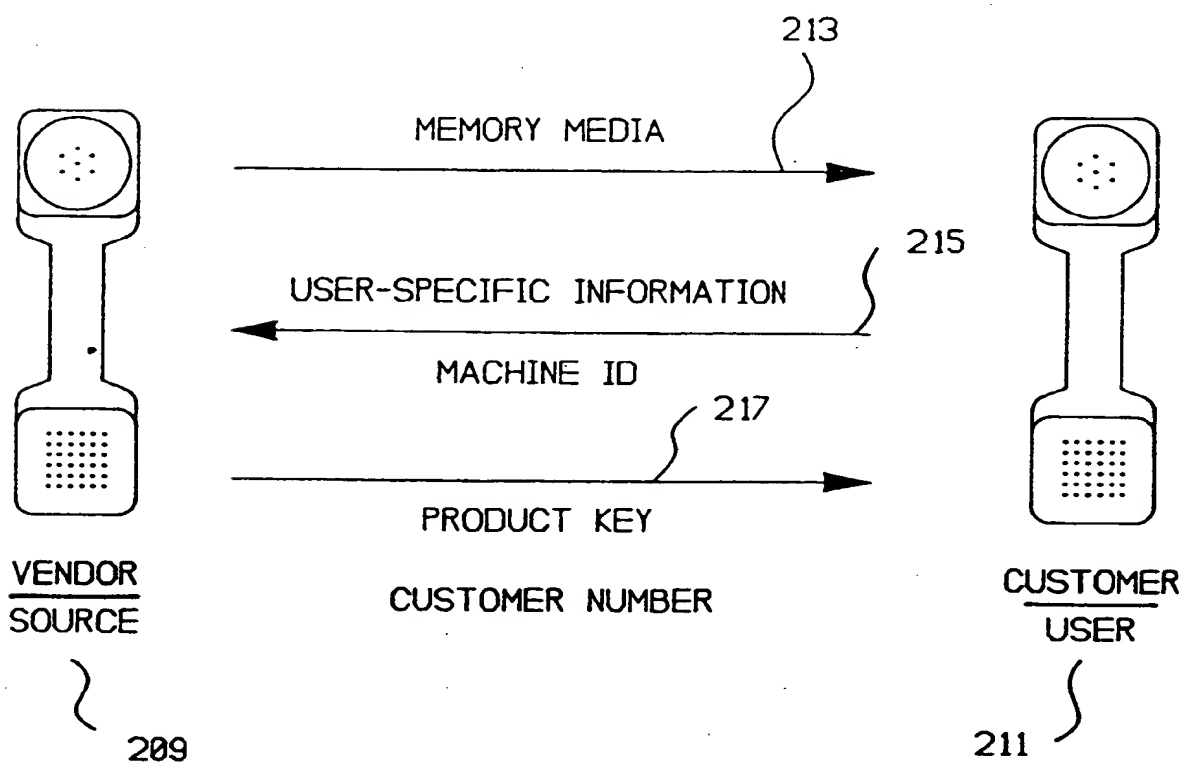 213
MEMORY MEDIA
215
USER-SPECIFIC INFORMATION
MACHINE ID
217
PRODUCT KEY
VENDOR
SOURCE
CUSTOMER NUMBER
CUSTOMER
USER
209
211